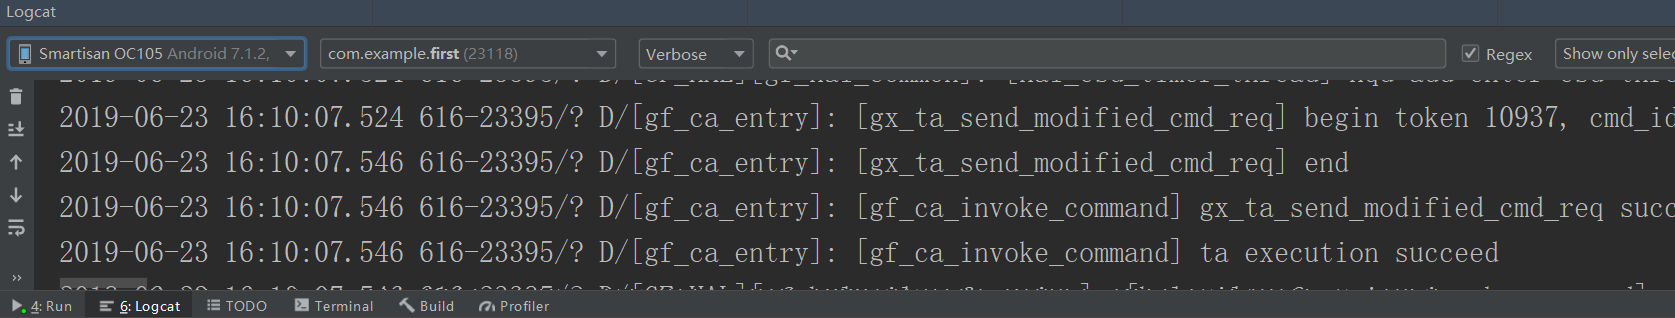 Logcat
Smartisan OC105 Android 7.1.2, com.example.first (23118) Verbose Regex Show only selec
2019-06-23 16:10:07.524 616-23395/? D/[gf_ca_entry]: [gx_ta_send_modified_cmd_req] begin token 10937, cmd_id
2019-06-23 16:10:07.546 616-23395/? D/[gf_ca_entry]: [gx_ta_send_modified_cmd_req] end
2019-06-23 16:10:07.546 616-23395/? D/[gf_ca_entry]: [gf_ca_invoke_command] gx_ta_send_modified_cmd_req succ
2019-06-23 16:10:07.546 616-23395/? D/[gf_ca_entry]: [gf_ca_invoke_command] ta execution succeed
4: Run 6: Logcat TODO Terminal Build Profiler